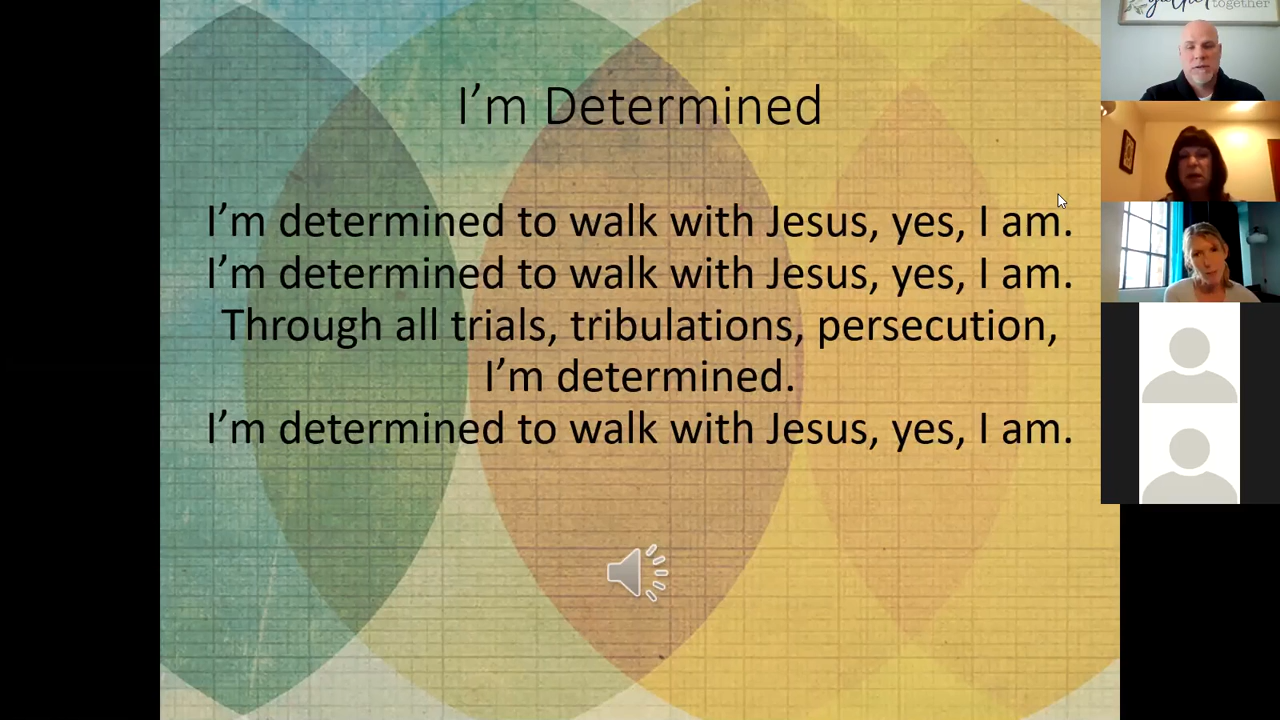 I’m Determined
I’m determined to walk with Jesus, yes, I am.
I’m determined to walk with Jesus, yes, I am.
Through all trials, tribulations, persecution,
I’m determined.
I’m determined to walk with Jesus, yes, I am.
together